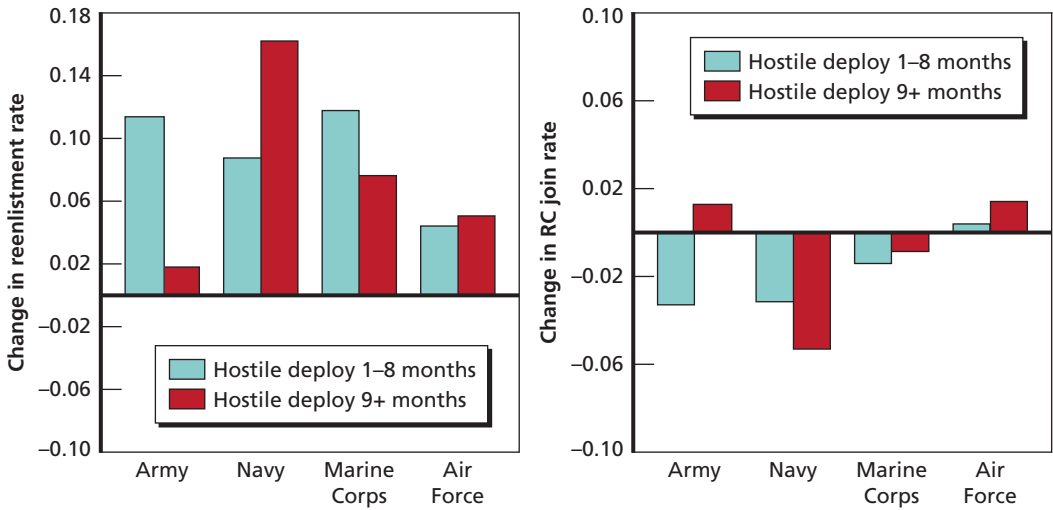 Change in reenlistment rate
0.18
0.14
0.10
0.06
0.02
–0.02
–0.06
–0.10
Hostile deploy 1–8 months
Hostile deploy 9+ months
Army
Navy
Marine
Corps
Air
Force
Change in RC join rate
0.10
0.06
0.02
–0.02
–0.06
–0.10
Hostile deploy 1–8 months
Hostile deploy 9+ months
Army
Navy
Marine
Corps
Air
Force